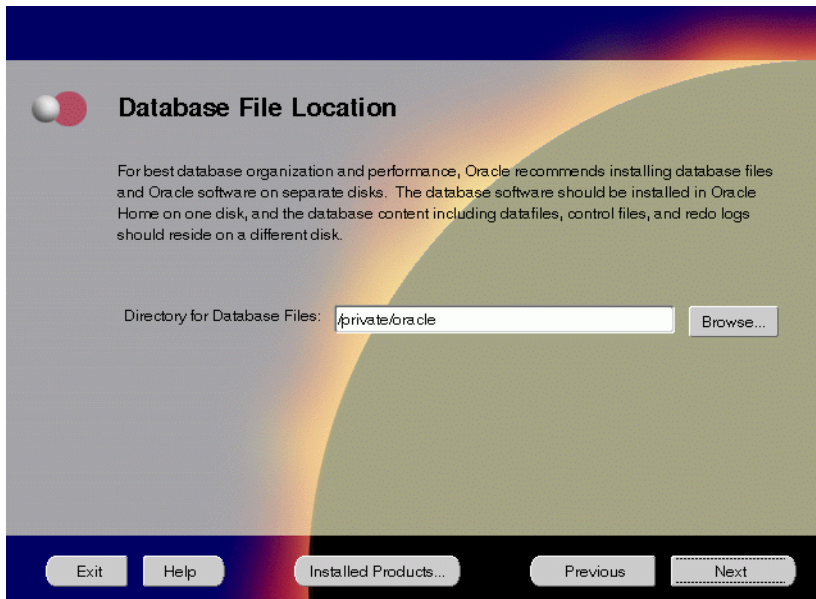 Database File Location
For best database organization and performance, Oracle recommends installing database files
and Oracle software on separate disks. The database software should be installed in Oracle
Home on one disk, and the database content including datafiles, control files, and redo logs
should reside on a different disk.
Directory for Database Files: /private/oracle Browse...
Exit Help Installed Products... Previous Next